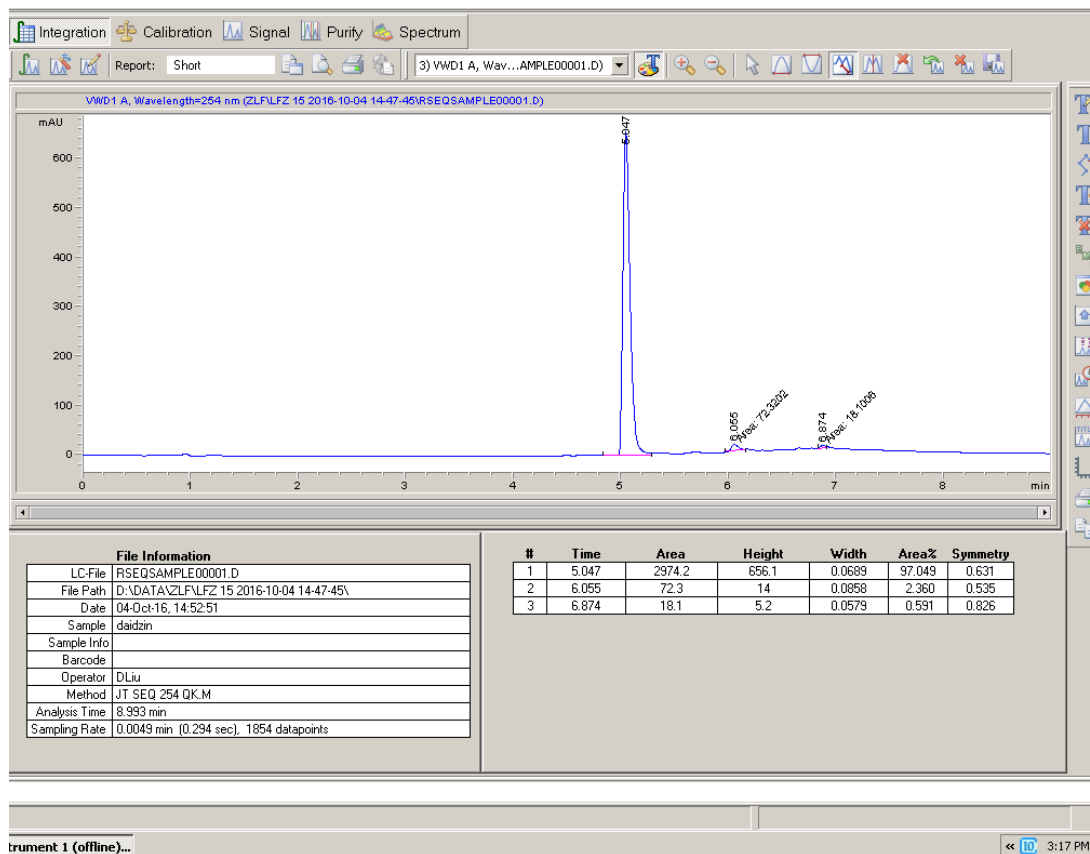 Integration Calibration Signal Purify Spectrum
Report: Short 3) VWD1 A, Wav...AMPLE00001.D)
VWD1 A, Wavelength=254 nm (ZLF\LFZ 15 2016-10-04 14-47-45\RSEQSAMPLE00001.D)
mAU
600
500
400
300
200
100
0
5.047
6.055
Area: 72.3202
6.874
Area: 18.1006
0 1 2 3 4 5 6 7 8 min
File Information
LC-File RSEQSAMPLE00001.D
File Path D:\DATA\ZLF\LFZ 15 2016-10-04 14-47-45\
Date 04-Oct-16, 14:52:51
Sample daidzin
Sample Info
Barcode
Operator DLiu
Method JT SEQ 254 QK.M
Analysis Time 8.993 min
Sampling Rate 0.0049 min (0.294 sec), 1854 datapoints
# Time Area Height Width Area% Symmetry
1 5.047 2974.2 656.1 0.0689 97.049 0.631
2 6.055 72.3 14 0.0858 2.360 0.535
3 6.874 18.1 5.2 0.0579 0.591 0.826
trument 1 (offline)...
« 10 3:17 PM